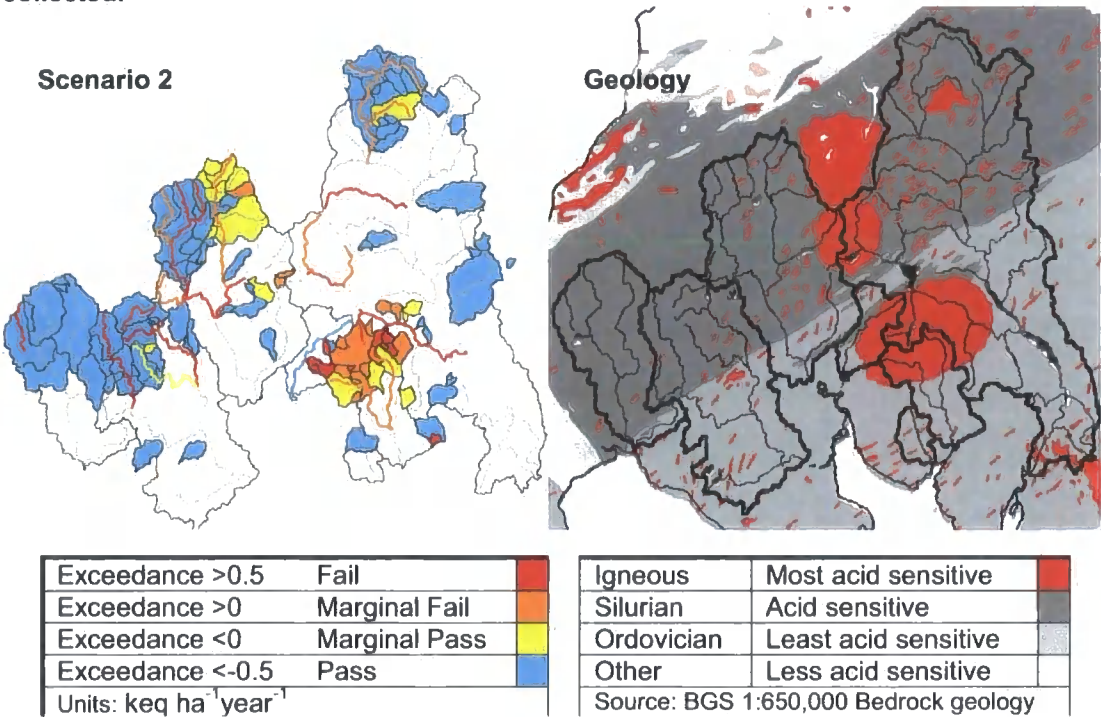 Scenario 2
Geology
Exceedance >0.5 Fail
Exceedance >0 Marginal Fail
Exceedance <0 Marginal Pass
Exceedance <-0.5 Pass
Units: keq ha⁻¹year⁻¹
Igneous Most acid sensitive
Silurian Acid sensitive
Ordovician Least acid sensitive
Other Less acid sensitive
Source: BGS 1:650,000 Bedrock geology